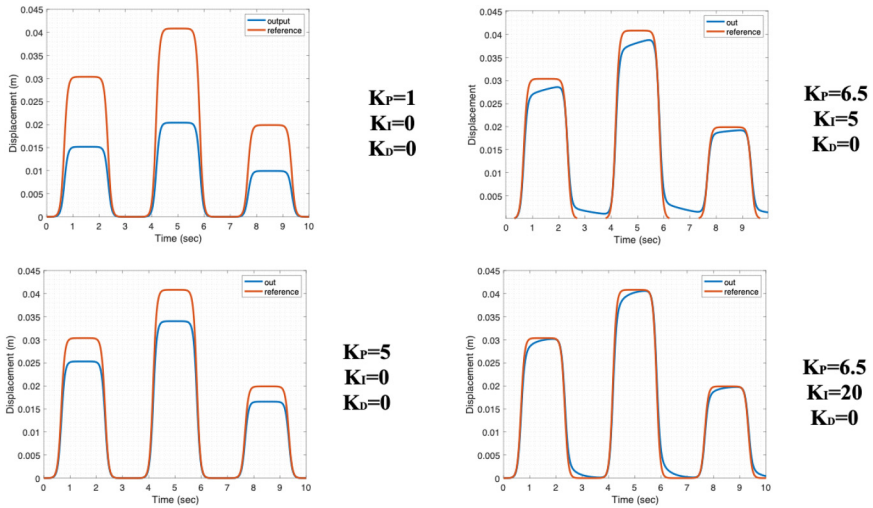 0.045
0.04
0.035
0.03
0.025
0.02
0.015
0.01
0.005
0
Displacement (m)
output
reference
0 1 2 3 4 5 6 7 8 9 10
Time (sec)
KP=1
KI=0
KD=0
0.045
0.04
0.035
0.03
0.025
0.02
0.015
0.01
0.005
Displacement
out
reference
0 1 2 3 4 5 6 7 8 9
Time (sec)
KP=6.5
KI=5
KD=0
0.045
0.04
0.035
0.03
0.025
0.02
0.015
0.01
0.005
0
Displacement (m)
out
reference
0 1 2 3 4 5 6 7 8 9 10
Time (sec)
KP=5
KI=0
KD=0
0.045
0.04
0.035
0.03
0.025
0.02
0.015
0.01
0.005
0
Displacement (m)
out
reference
0 1 2 3 4 5 6 7 8 9 10
Time (sec)
KP=6.5
KI=20
KD=0